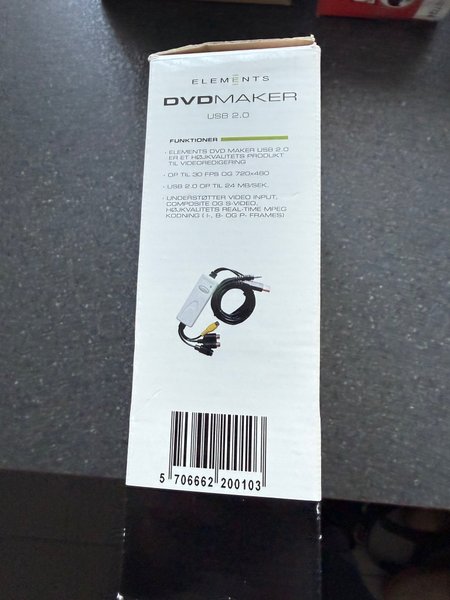 ELEMENTS
DVDMAKER
USB 2.0
FUNKTIONER
· ELEMENTS DVD MAKER USB 2.0
ER ET HØJKVALITETS PRODUKT
TIL VIDEOREDIGERING
· OP TIL 30 FPS OG 720x480
· USB 2.0 OP TIL 24 MB/SEK.
· UNDERSTØTTER VIDEO INPUT,
COMPOSITE OG S-VIDEO,
HØJKVALITETS REAL-TIME MPEG
KODNING ( I-, B- OG P- FRAMES)
5 706662 200103